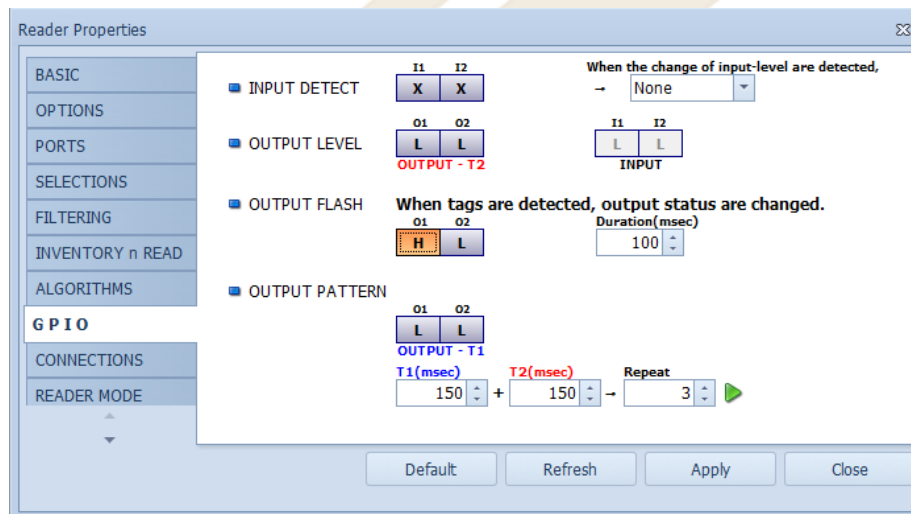 Reader Properties
BASIC
OPTIONS
PORTS
SELECTIONS
FILTERING
INVENTORY n READ
ALGORITHMS
GPIO
CONNECTIONS
READER MODE
INPUT DETECT
I1 I2
X X
When the change of input-level are detected,
→ None
OUTPUT LEVEL
O1 O2
L L
OUTPUT - T2
I1 I2
L L
INPUT
OUTPUT FLASH
When tags are detected, output status are changed.
O1 O2
H L
Duration(msec)
100
OUTPUT PATTERN
O1 O2
L L
OUTPUT - T1
T1(msec) T2(msec) Repeat
150 + 150 → 3
Default Refresh Apply Close